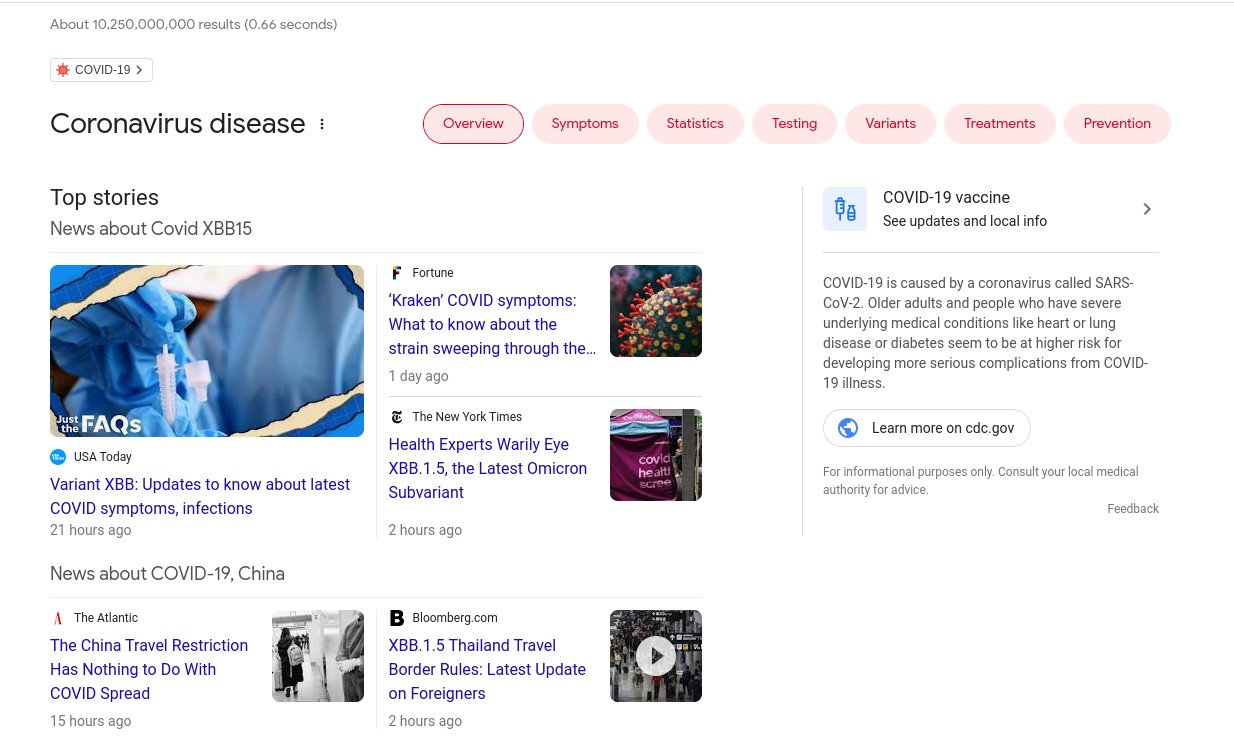 About 10,250,000,000 results (0.66 seconds)
COVID-19
Coronavirus disease
Overview
Symptoms
Statistics
Testing
Variants
Treatments
Prevention
Top stories
News about Covid XBB15
Just
the FAQs
USA Today
Variant XBB: Updates to know about latest
COVID symptoms, infections
21 hours ago
Fortune
‘Kraken’ COVID symptoms:
What to know about the
strain sweeping through the…
1 day ago
The New York Times
Health Experts Warily Eye
XBB.1.5, the Latest Omicron
Subvariant
2 hours ago
covid
healt
scree
News about COVID-19, China
The Atlantic
The China Travel Restriction
Has Nothing to Do With
COVID Spread
15 hours ago
Bloomberg.com
XBB.1.5 Thailand Travel
Border Rules: Latest Update
on Foreigners
2 hours ago
COVID-19 vaccine
See updates and local info
COVID-19 is caused by a coronavirus called SARS-
CoV-2. Older adults and people who have severe
underlying medical conditions like heart or lung
disease or diabetes seem to be at higher risk for
developing more serious complications from COVID-
19 illness.
Learn more on cdc.gov
For informational purposes only. Consult your local medical
authority for advice.
Feedback